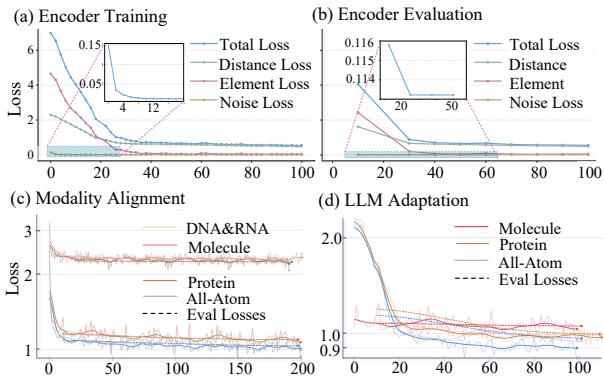 (a) Encoder Training
(b) Encoder Evaluation
Loss
6
4
2
0
0 20 40 60 80 100
0.15
0.05
4 12
Total Loss
Distance Loss
Element Loss
Noise Loss
0 20 40 60 80 100
0.116
0.115
0.114
20 50
Total Loss
Distance
Element
Noise Loss
(c) Modality Alignment
(d) LLM Adaptation
Loss
3
2
1
0 50 100 150 200
DNA&RNA
Molecule
Protein
All-Atom
Eval Losses
2.0
1.0
0.9
0 20 40 60 80 100
Molecule
Protein
All-Atom
Eval Losses